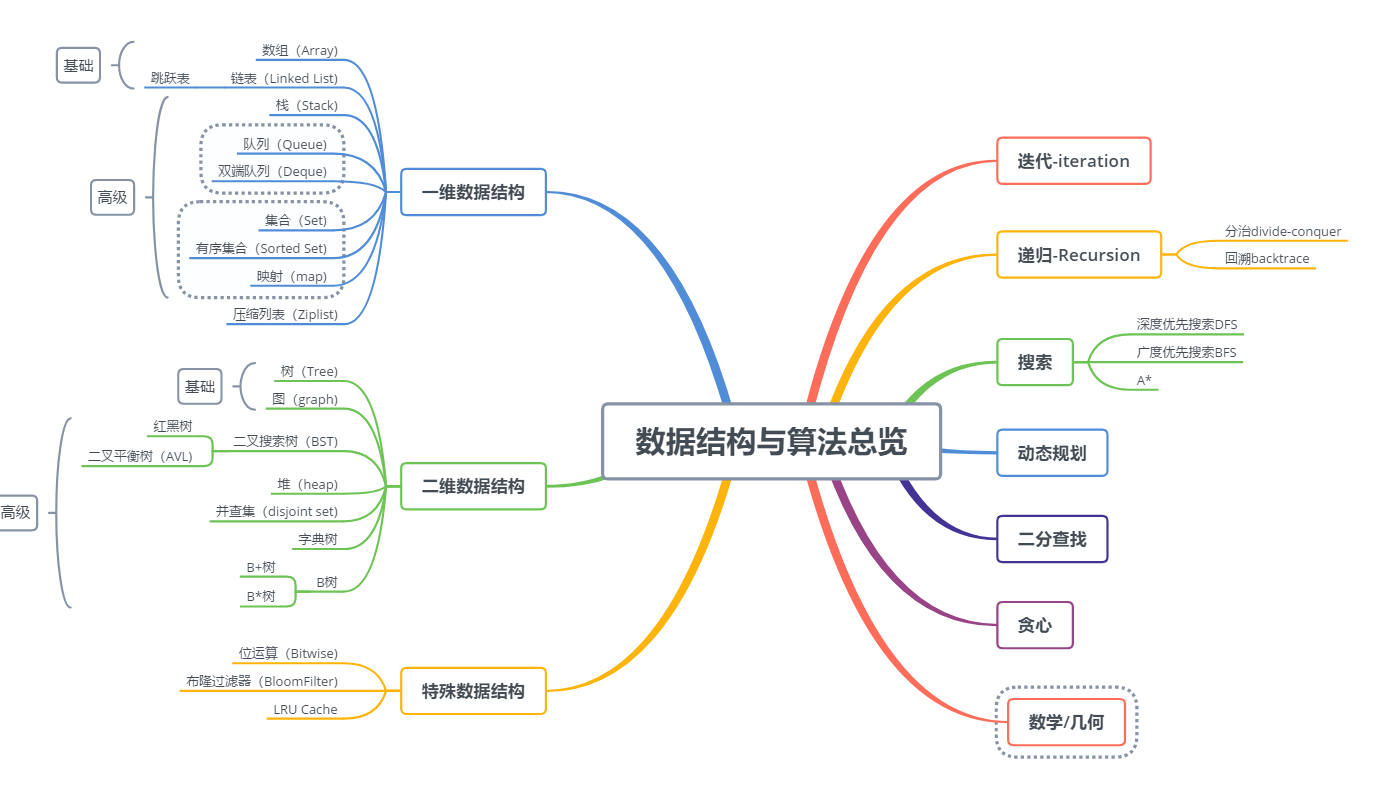 数据结构与算法总览
一维数据结构
基础
数组（Array)
链表（Linked List)
跳跃表
高级
栈（Stack)
队列（Queue)
双端队列（Deque)
集合（Set)
有序集合（Sorted Set)
映射（map)
压缩列表（Ziplist)
二维数据结构
基础
树（Tree)
图（graph)
高级
二叉搜索树（BST)
红黑树
二叉平衡树（AVL)
堆（heap)
并查集（disjoint set)
字典树
B树
B+树
B*树
特殊数据结构
位运算（Bitwise)
布隆过滤器（BloomFilter)
LRU Cache
迭代-iteration
递归-Recursion
分治divide-conquer
回溯backtrace
搜索
深度优先搜索DFS
广度优先搜索BFS
A*
动态规划
二分查找
贪心
数学/几何